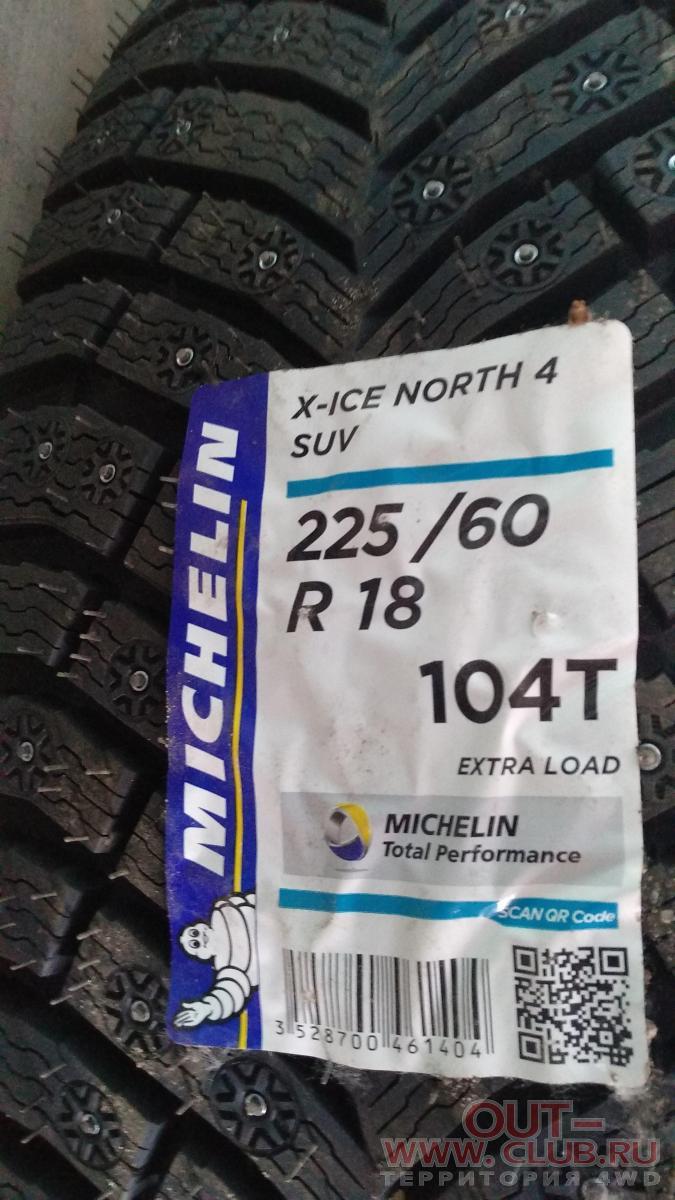 MICHELIN
X-ICE NORTH 4
SUV
225/60
R 18
104T
EXTRA LOAD
MICHELIN
Total Performance
SCAN QR Code
3 528700 461404
OUT-
WWW.CLUB.RU
ТЕРРИТОРИЯ 4WD